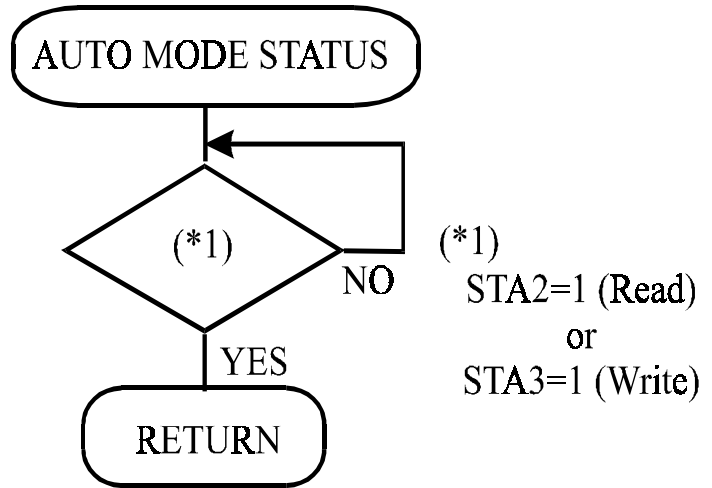 AUTO MODE STATUS
(*1)
NO
YES
RETURN
(*1)
STA2=1 (Read)
or
STA3=1 (Write)